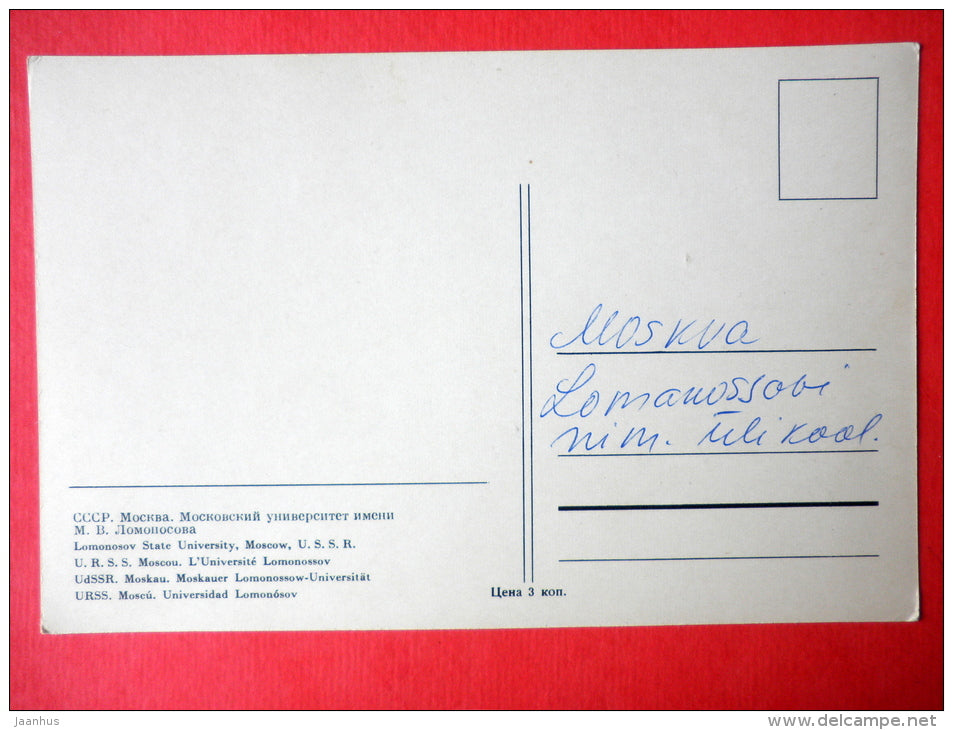 Moskva
Lomanossovi
nim. ülikool.
СССР. Москва. Московский университет имени
М. В. Ломоносова
Lomonosov State University, Moscow, U. S. S. R.
U. R. S. S. Moscou. L'Université Lomonossov
UdSSR. Moskau. Moskauer Lomonossow-Universität
URSS. Moscú. Universidad Lomonósov
Цена 3 коп.
Jaanhus
www.delcampe.net